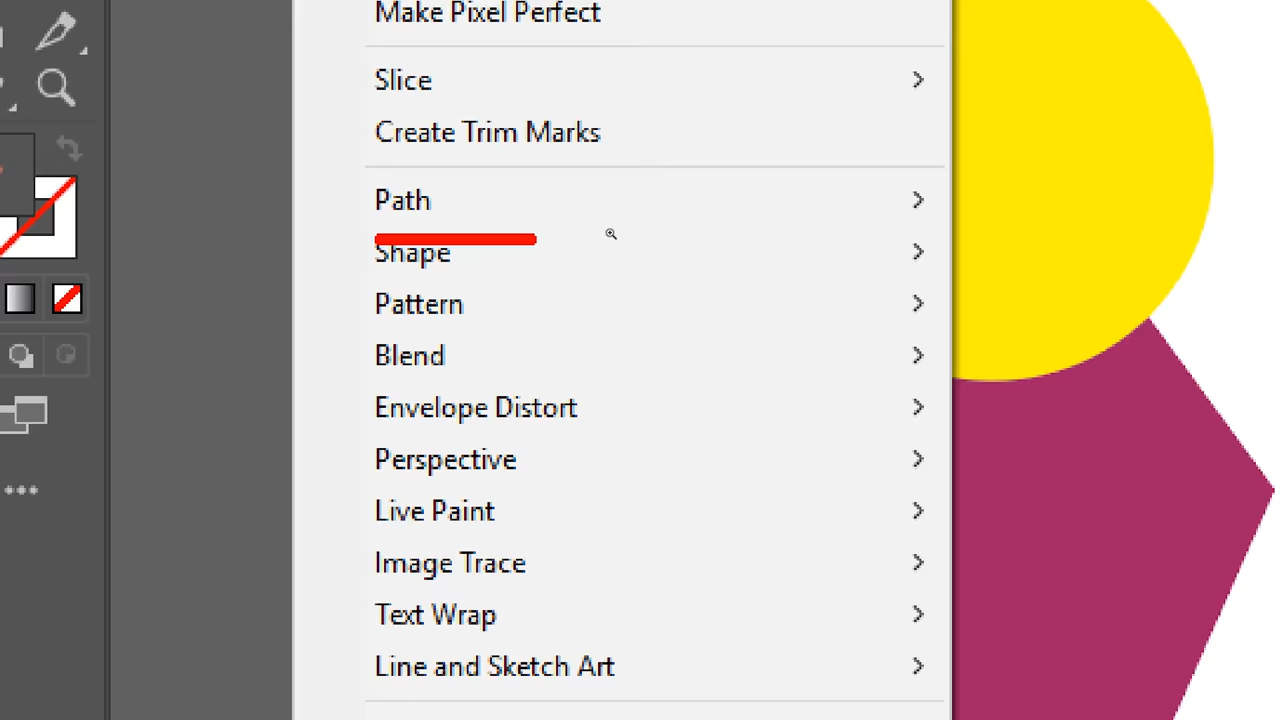 Make Pixel Perfect
Slice
Create Trim Marks
Path
Shape
Pattern
Blend
Envelope Distort
Perspective
Live Paint
Image Trace
Text Wrap
Line and Sketch Art